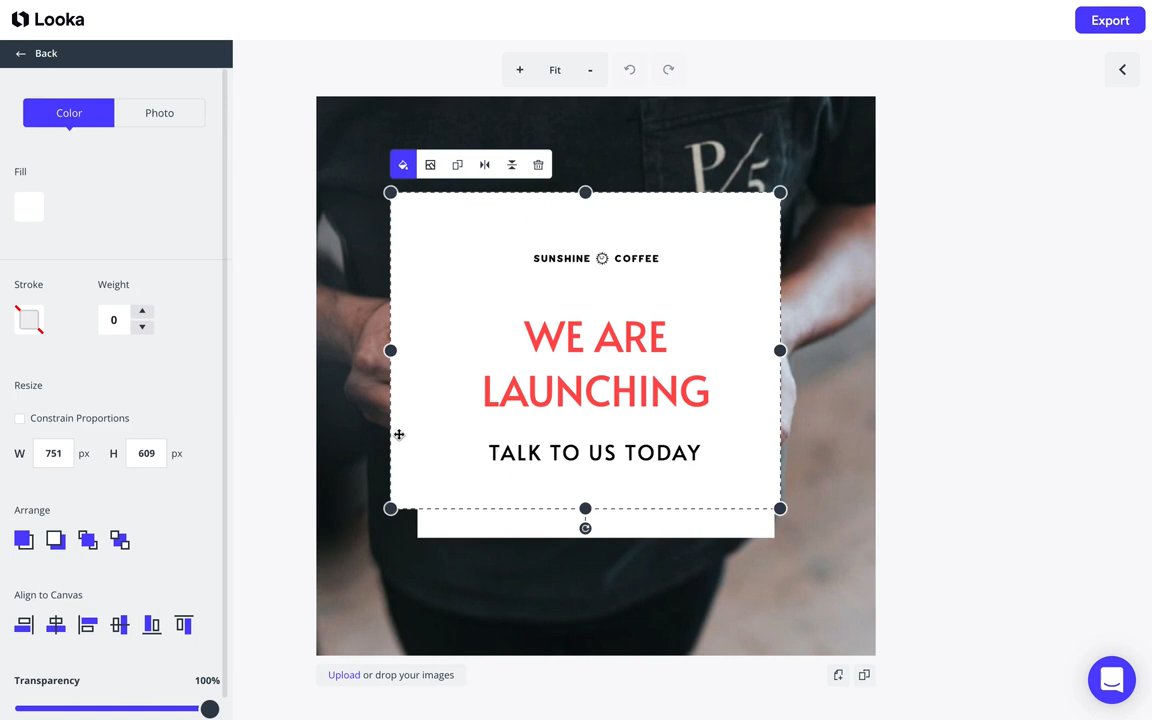 Looka
Export
Back
Color
Photo
+ Fit -
Fill
Stroke
Weight
0
Resize
Constrain Proportions
W 751 px H 609 px
Arrange
Align to Canvas
Transparency 100%
P/5
SUNSHINE COFFEE
WE ARE
LAUNCHING
TALK TO US TODAY
Upload or drop your images